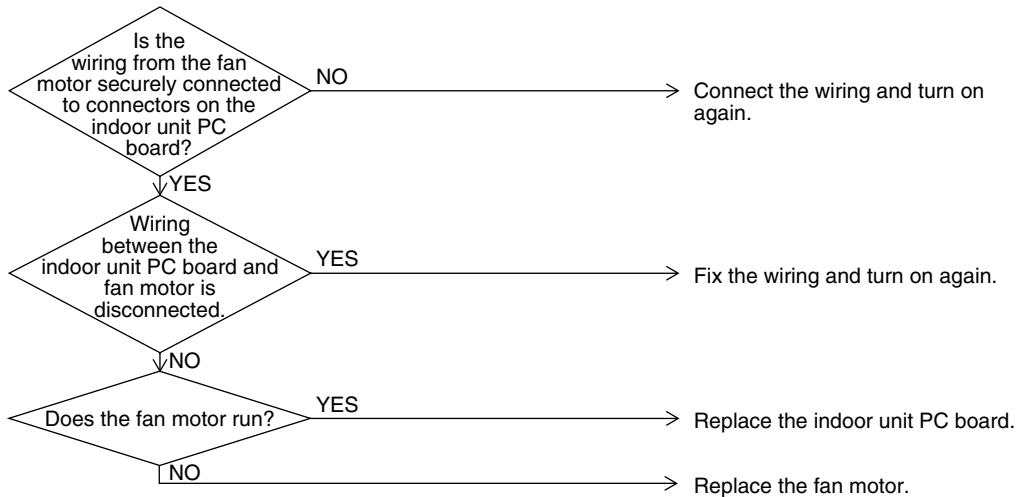 Is the
wiring from the fan
motor securely connected
to connectors on the
indoor unit PC
board?
NO
Connect the wiring and turn on
again.
YES
Wiring
between the
indoor unit PC board and
fan motor is
disconnected.
YES
Fix the wiring and turn on again.
NO
Does the fan motor run?
YES
Replace the indoor unit PC board.
NO
Replace the fan motor.